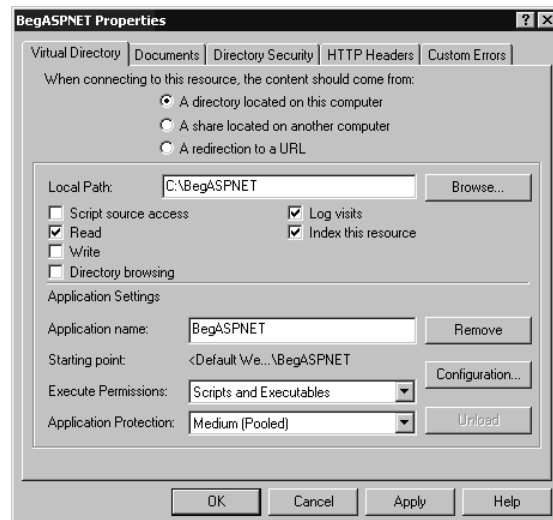 BegASPNET Properties
Virtual Directory Documents Directory Security HTTP Headers Custom Errors
When connecting to this resource, the content should come from:
A directory located on this computer
A share located on another computer
A redirection to a URL
Local Path: C:\BegASPNET Browse...
Script source access Log visits
Read Index this resource
Write
Directory browsing
Application Settings
Application name: BegASPNET Remove
Starting point: <Default We...\BegASPNET
Configuration...
Execute Permissions: Scripts and Executables
Application Protection: Medium (Pooled) Unload
OK Cancel Apply Help